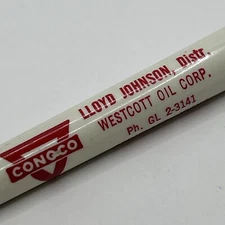 LLOYD JOHNSON, Distr.
WESTCOTT OIL CORP.
Ph. GL 2-3141
CONOCO